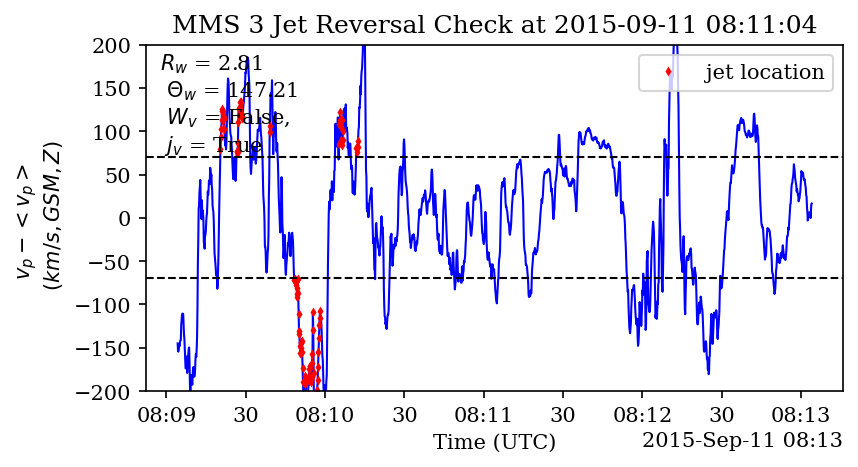 MMS 3 Jet Reversal Check at 2015-09-11 08:11:04
R_w = 2.81
Θ_w = 147.21
W_v = False,
j_v = True
jet location
v_p − < v_p >
(km/s, GSM, Z)
200
150
100
50
0
−50
−100
−150
−200
08:09 30 08:10 30 08:11 30 08:12 30 08:13
Time (UTC)
2015-Sep-11 08:13